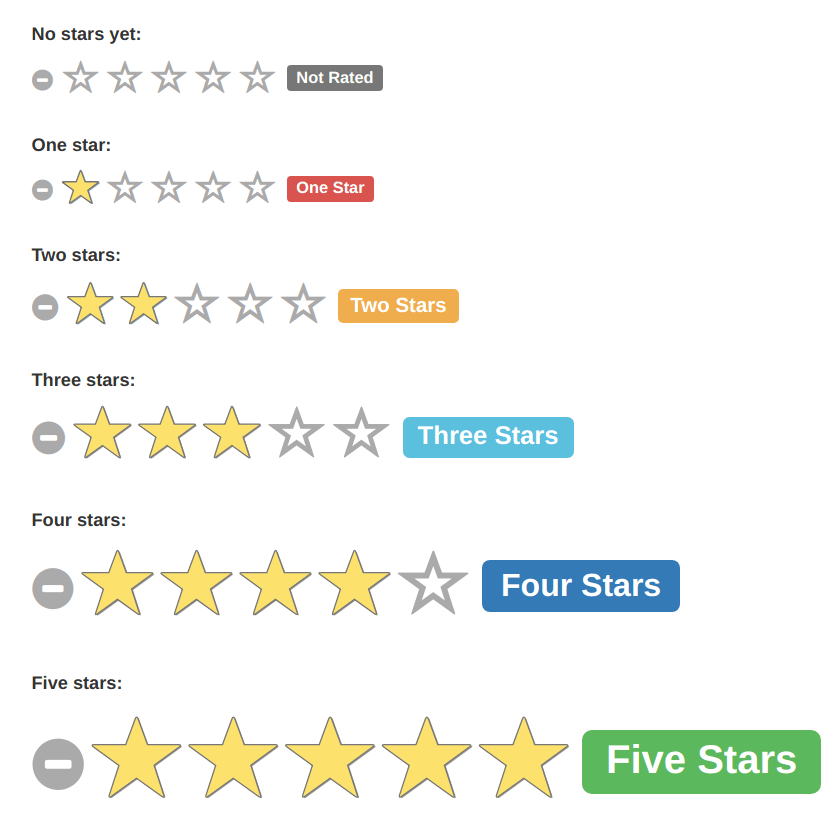 No stars yet:
Not Rated
One star:
One Star
Two stars:
Two Stars
Three stars:
Three Stars
Four stars:
Four Stars
Five stars:
Five Stars